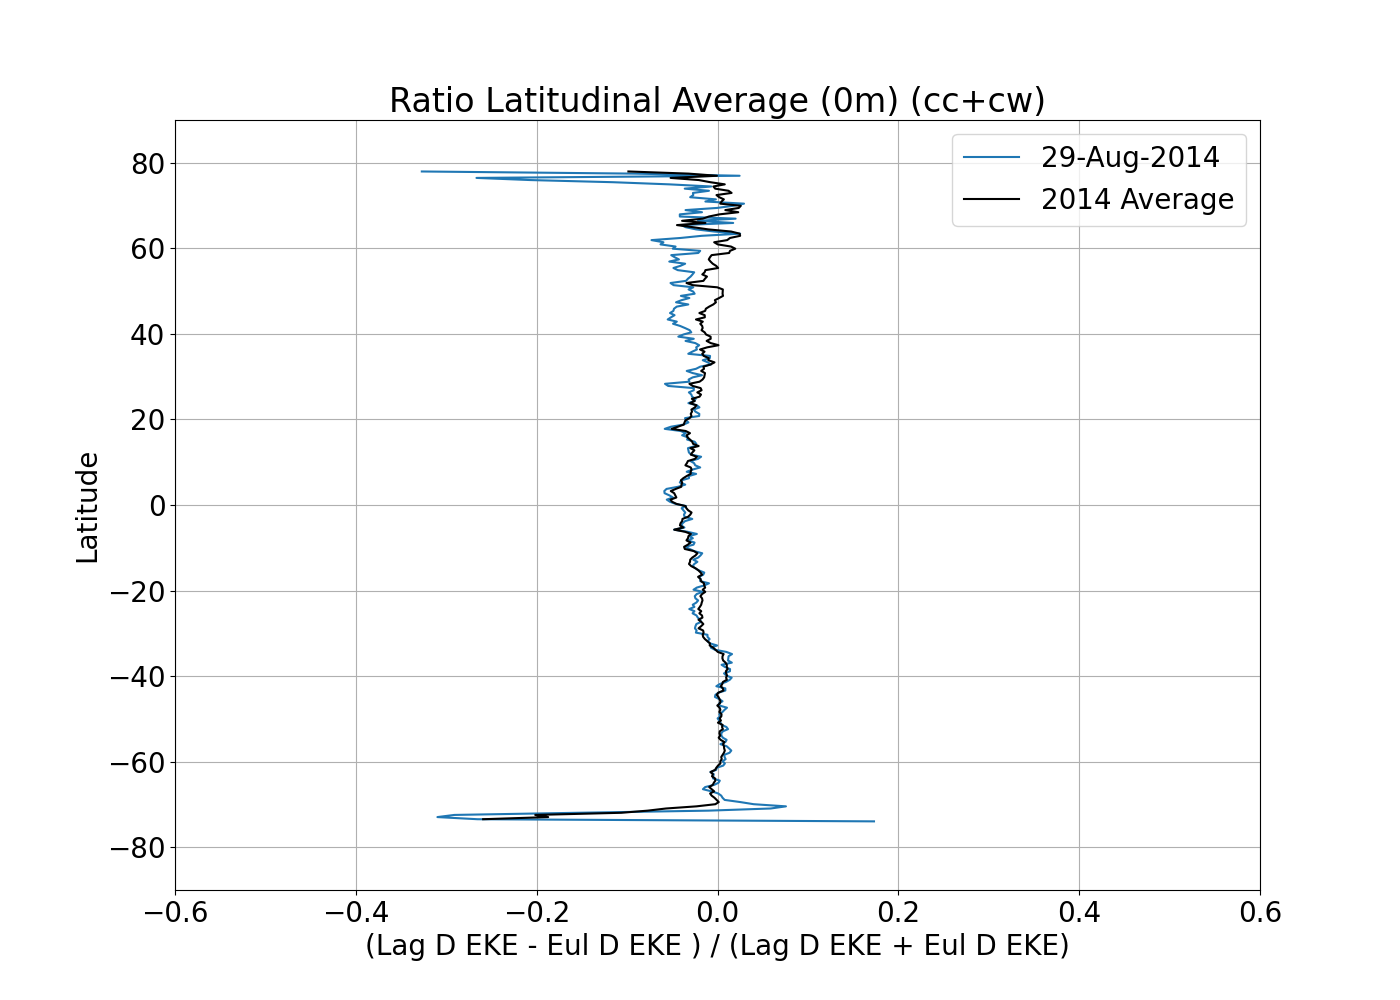 Ratio Latitudinal Average (0m) (cc+cw)
29-Aug-2014
2014 Average
80
60
40
20
0
−20
−40
−60
−80
Latitude
−0.6 −0.4 −0.2 0.0 0.2 0.4 0.6
(Lag D EKE - Eul D EKE ) / (Lag D EKE + Eul D EKE)